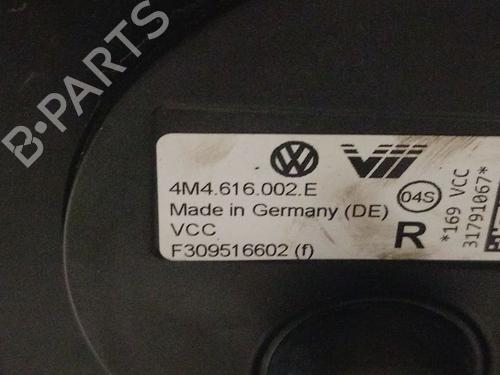 B-PARTS
4M4.616.002.E
Made in Germany (DE)
VCC
F309516602 (f)
04S
R
*169 VCC
31791067*